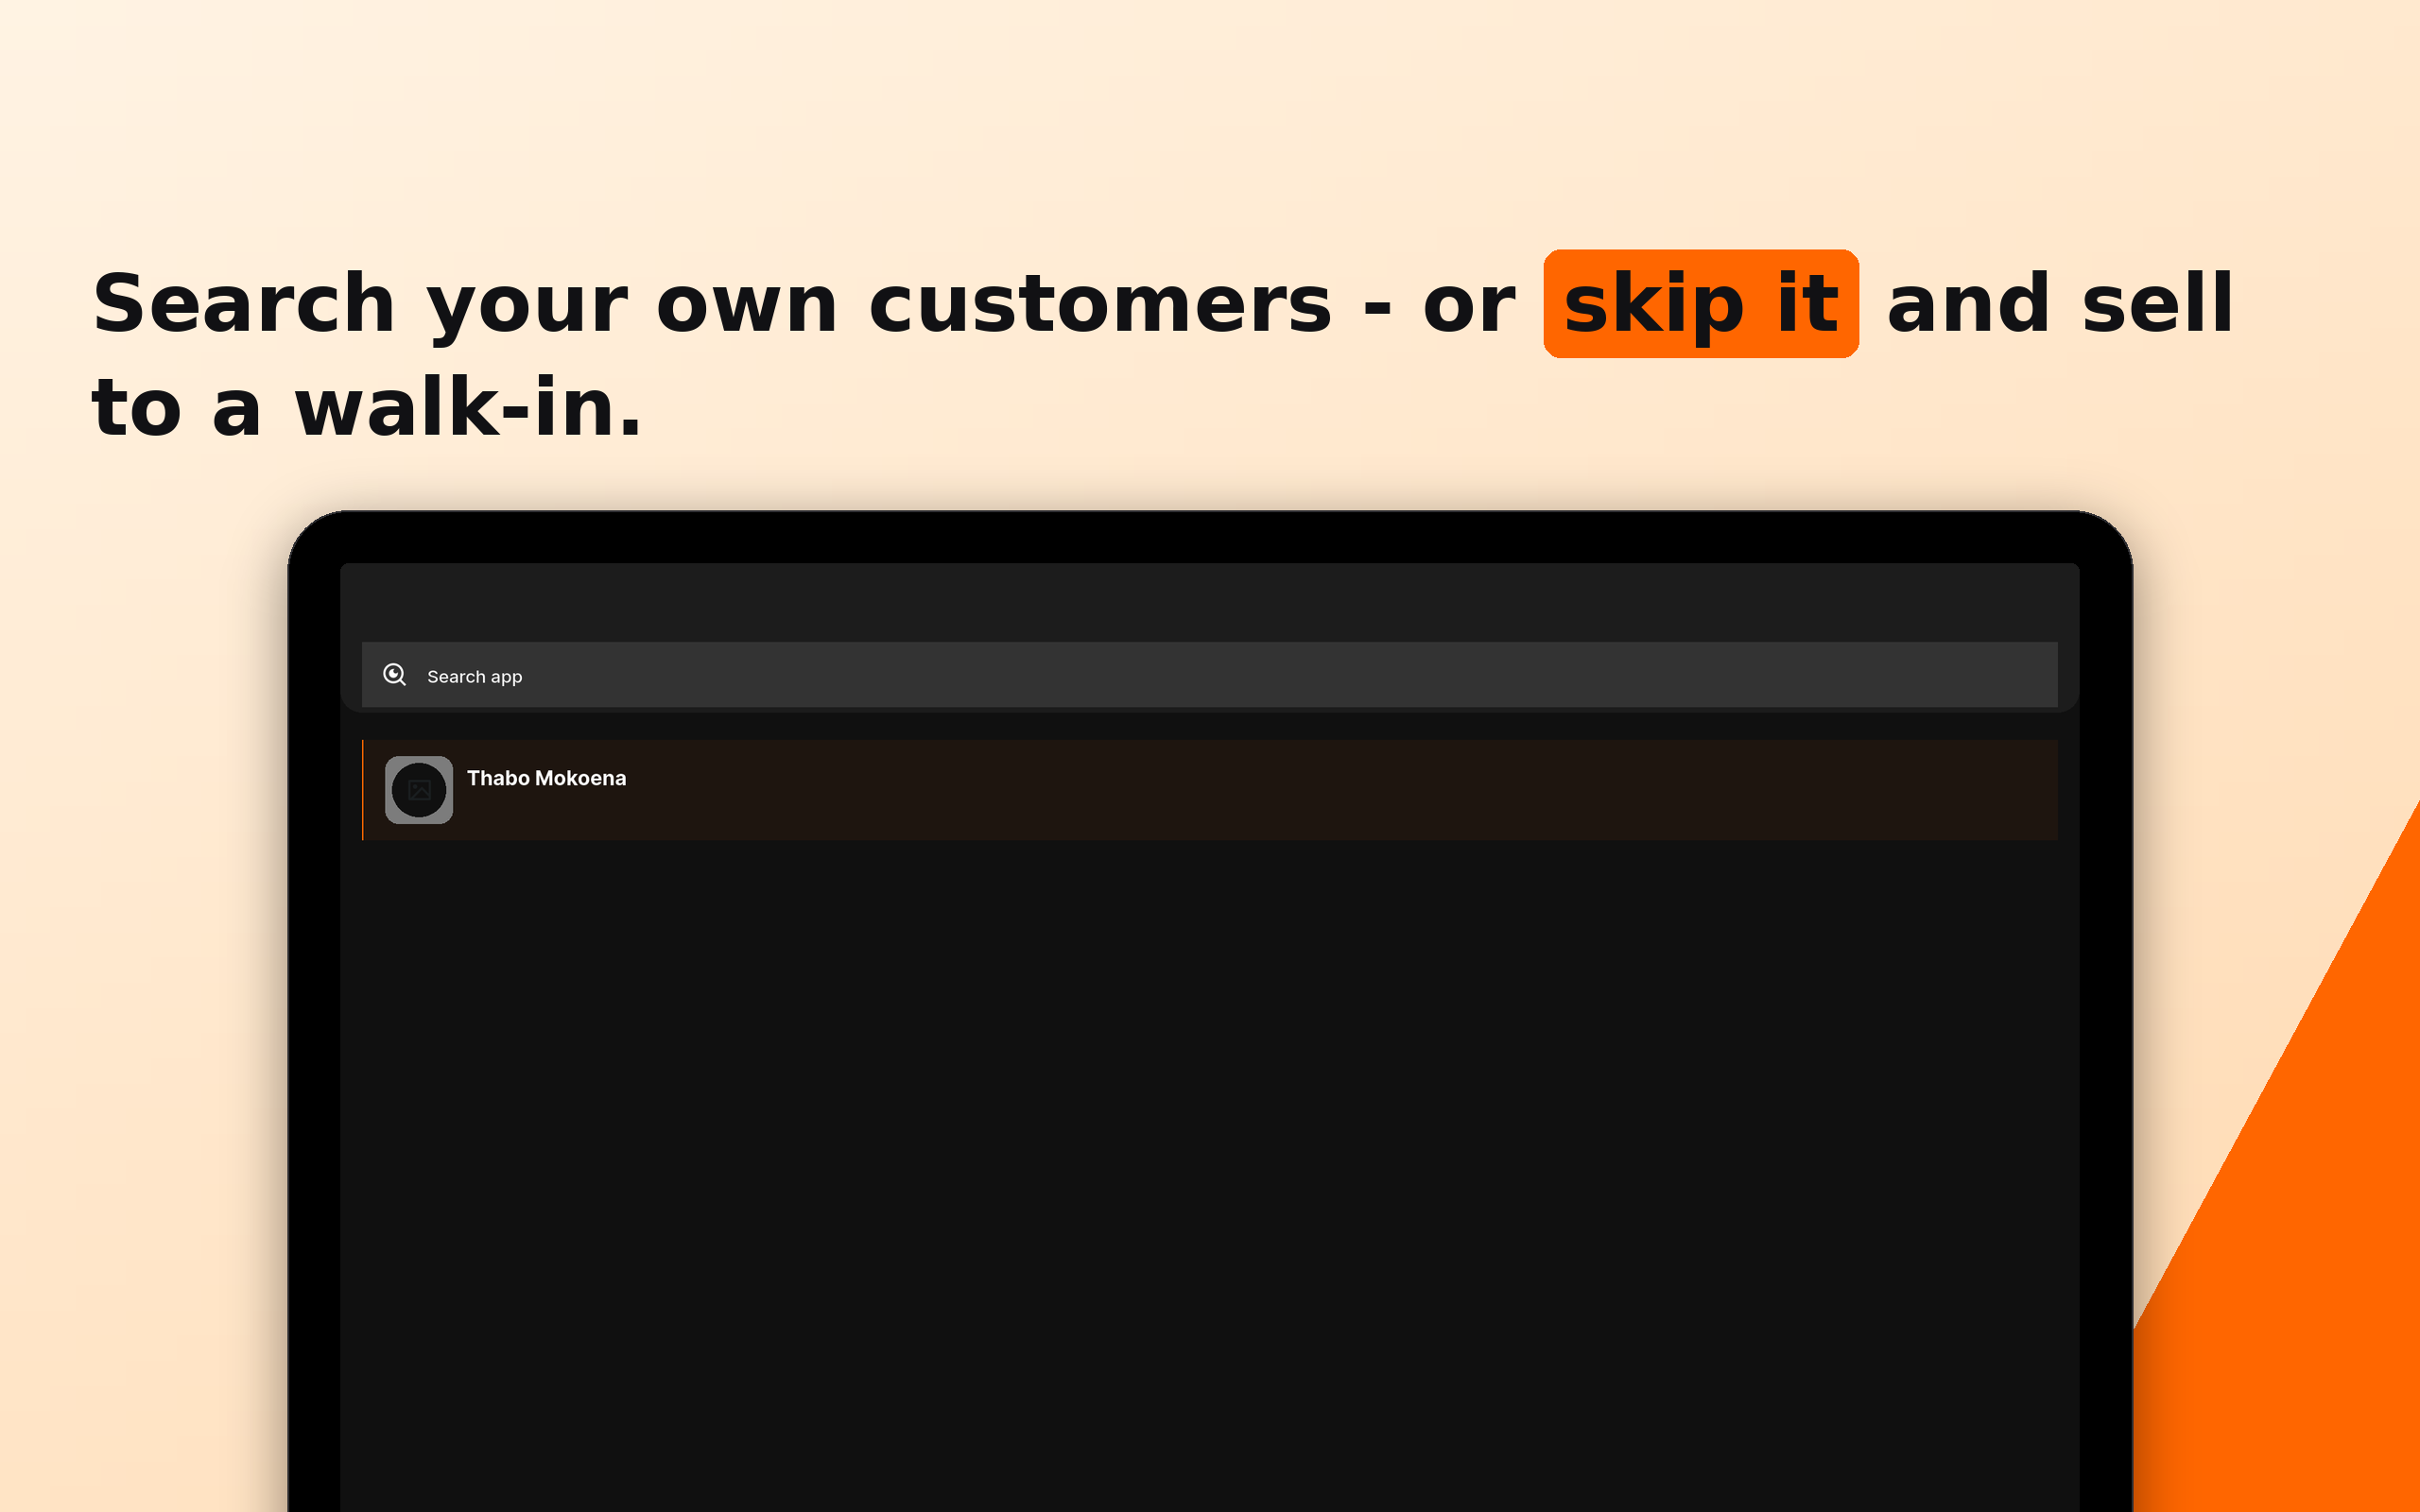 Search your own customers - or skip it and sell
to a walk-in.
Search app
Thabo Mokoena